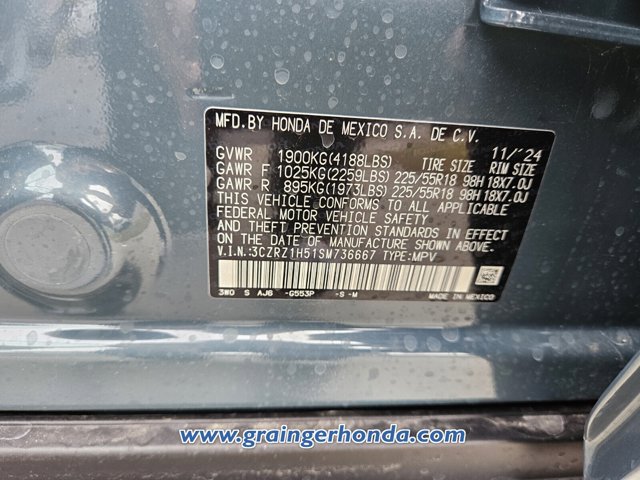 MFD.BY HONDA DE MEXICO S.A. DE C.V.
11/'24
GVWR 1900KG(4188LBS) TIRE SIZE RIM SIZE
GAWR F 1025KG(2259LBS) 225/55R18 98H 18X7.0J
GAWR R 895KG(1973LBS) 225/55R18 98H 18X7.0J
THIS VEHICLE CONFORMS TO ALL APPLICABLE
FEDERAL MOTOR VEHICLE SAFETY
AND THEFT PREVENTION STANDARDS IN EFFECT
ON THE DATE OF MANUFACTURE SHOWN ABOVE.
V.I.N.:3CZRZ1H51SM736667 TYPE:MPV
3W0 S AJ6 -G553P -S -M MADE IN MEXICO
www.graingerhonda.com